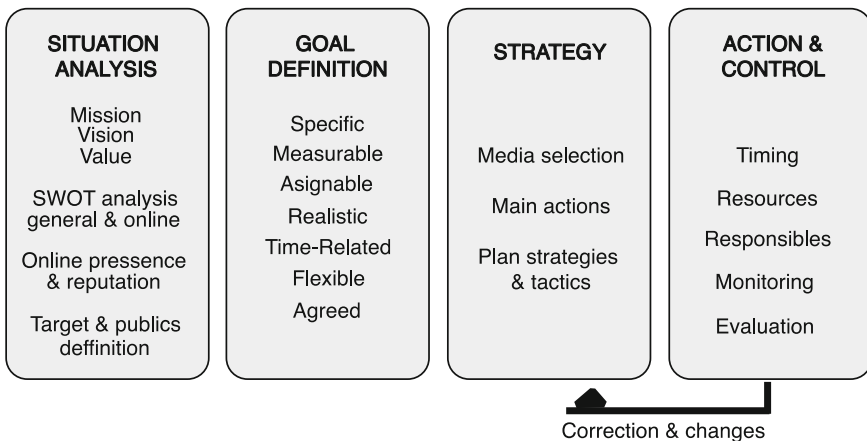 SITUATION
ANALYSIS
Mission
Vision
Value
SWOT analysis
general & online
Online pressence
& reputation
Target & publics
deffinition
GOAL
DEFINITION
Specific
Measurable
Asignable
Realistic
Time-Related
Flexible
Agreed
STRATEGY
Media selection
Main actions
Plan strategies
& tactics
ACTION &
CONTROL
Timing
Resources
Responsibles
Monitoring
Evaluation
Correction & changes